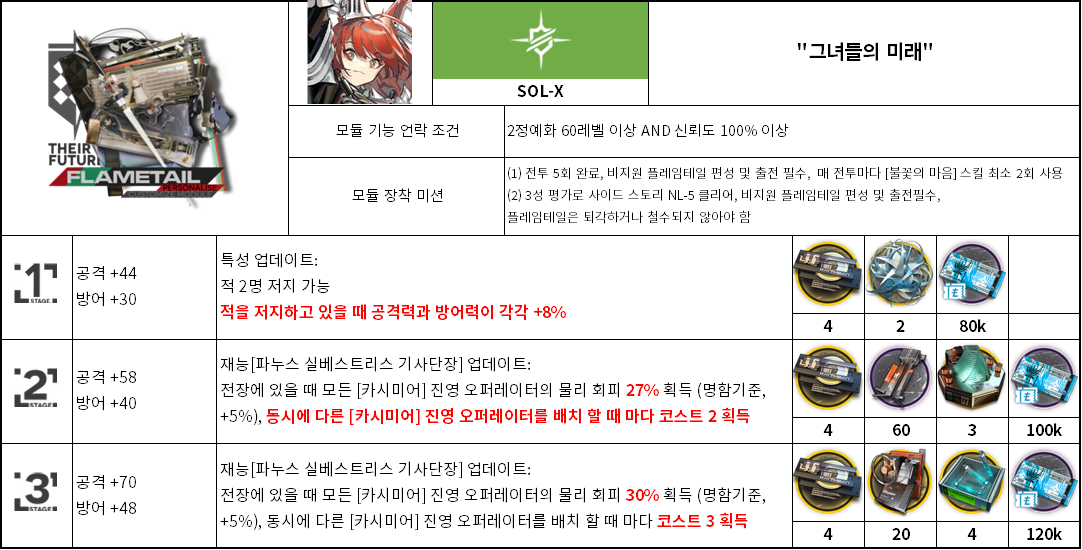 THEIR
FUTUR
FLAMETAIL
PERSONALISE
CUSTOMIZE MODULE
SOL-X
"그녀들의 미래"
모듈 기능 언락 조건
2정예화 60레벨 이상 AND 신뢰도 100% 이상
모듈 장착 미션
(1) 전투 5회 완료, 비지원 플레임테일 편성 및 출전 필수, 매 전투마다 [불꽃의 마음] 스킬 최소 2회 사용
(2) 3성 평가로 사이드 스토리 NL-5 클리어, 비지원 플레임테일 편성 및 출전필수,
플레임테일은 퇴각하거나 철수되지 않아야 함
1
STAGE
공격 +44
방어 +30
특성 업데이트:
적 2명 저지 가능
적을 저지하고 있을 때 공격력과 방어력이 각각 +8%
4 2 80k
2
STAGE
공격 +58
방어 +40
재능[파누스 실베스트리스 기사단장] 업데이트:
전장에 있을 때 모든 [카시미어] 진영 오퍼레이터의 물리 회피 27% 획득 (명함기준,
+5%), 동시에 다른 [카시미어] 진영 오퍼레이터를 배치 할 때 마다 코스트 2 획득
4 60 3 100k
3
STAGE
공격 +70
방어 +48
재능[파누스 실베스트리스 기사단장] 업데이트:
전장에 있을 때 모든 [카시미어] 진영 오퍼레이터의 물리 회피 30% 획득 (명함기준,
+5%), 동시에 다른 [카시미어] 진영 오퍼레이터를 배치 할 때 마다 코스트 3 획득
4 20 4 120k